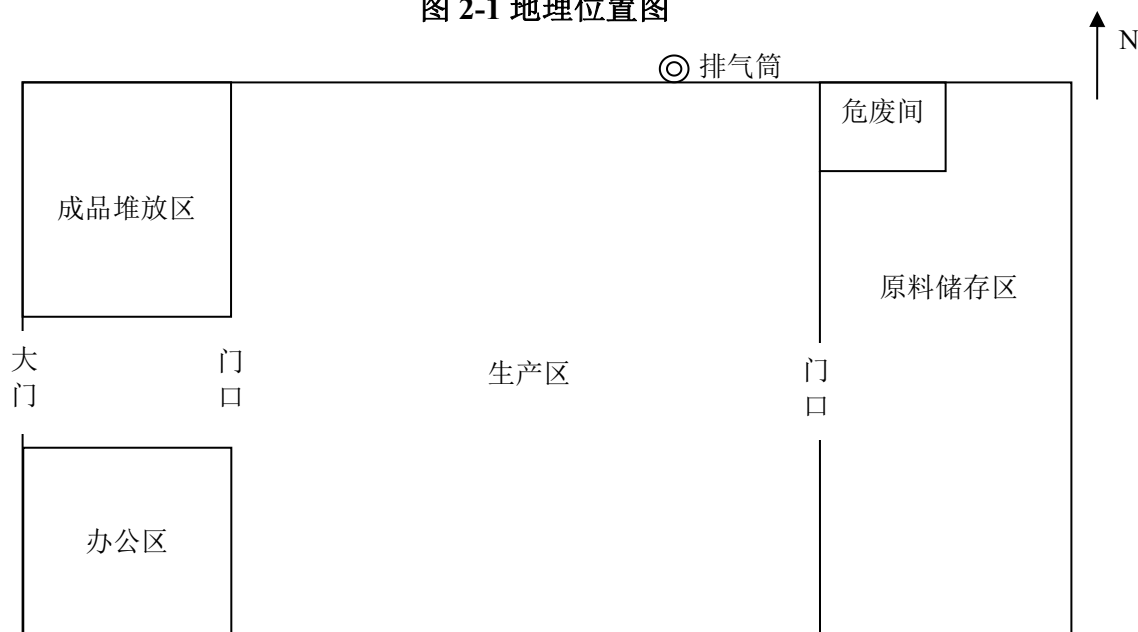 图 2-1 地理位置图
N
排气筒
危废间
成品堆放区
原料储存区
大
门
门
口
生产区
门
口
办公区